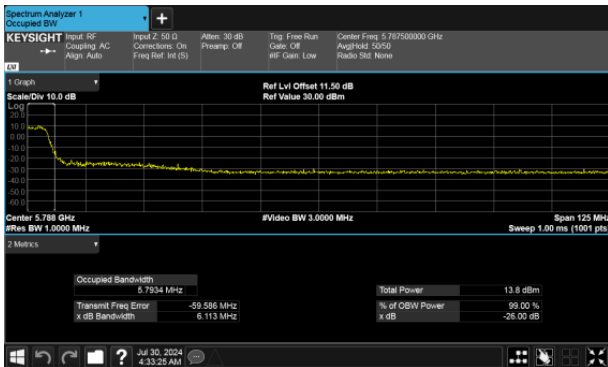 Spectrum Analyzer 1
Occupied BW
KEYSIGHT
Input: RF
Coupling: AC
Align: Auto
Input Z: 50 Ω
Corrections: On
Freq Ref: Int (S)
Atten: 30 dB
Preamp: Off
Trig: Free Run
Gate: Off
#IF Gain: Low
Center Freq: 5.787500000 GHz
Avg|Hold: 50/50
Radio Std: None
1 Graph
Scale/Div 10.0 dB
Ref Lvl Offset 11.50 dB
Ref Value 30.00 dBm
Log
20.0
10.0
0.00
-10.0
-20.0
-30.0
-40.0
-50.0
-60.0
Center 5.788 GHz
#Res BW 1.0000 MHz
#Video BW 3.0000 MHz
Span 125 MHz
Sweep 1.00 ms (1001 pts
2 Metrics
Occupied Bandwidth
5.7934 MHz
Transmit Freq Error -59.586 MHz
x dB Bandwidth 6.113 MHz
Total Power 13.8 dBm
% of OBW Power 99.00 %
x dB -26.00 dB
Jul 30, 2024
4:33:25 AM